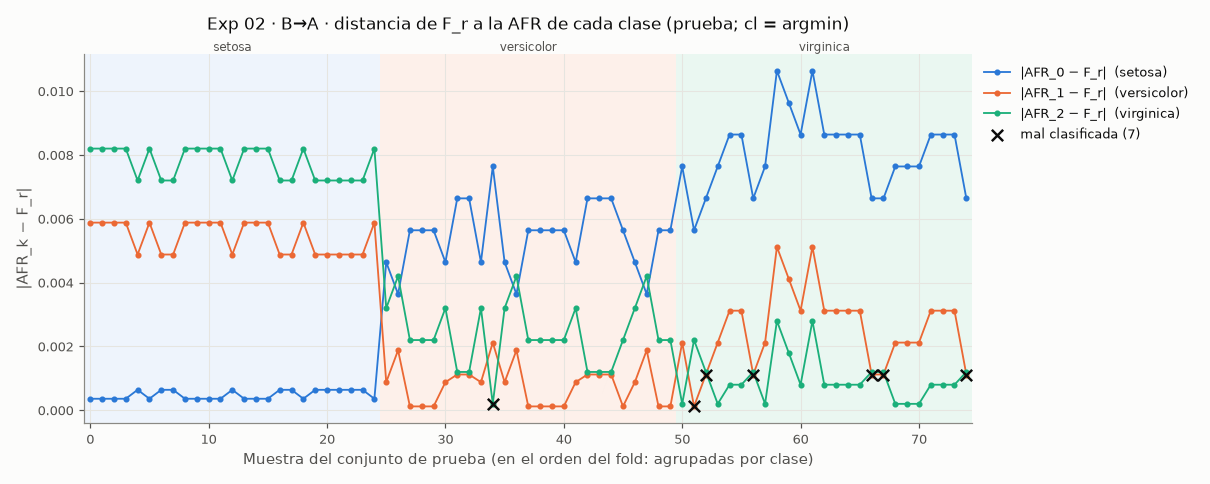 Exp 02 · B→A · distancia de F_r a la AFR de cada clase (prueba; cl = argmin)
setosa
versicolor
virginica
|AFR_0 − F_r| (setosa)
|AFR_1 − F_r| (versicolor)
|AFR_2 − F_r| (virginica)
mal clasificada (7)
|AFR_k − F_r|
0.010
0.008
0.006
0.004
0.002
0.000
0 10 20 30 40 50 60 70
Muestra del conjunto de prueba (en el orden del fold: agrupadas por clase)